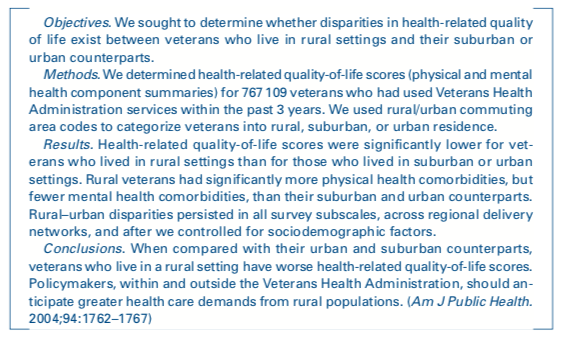 Objectives. We sought to determine whether disparities in health-related quality
of life exist between veterans who live in rural settings and their suburban or
urban counterparts.
Methods. We determined health-related quality-of-life scores (physical and mental
health component summaries) for 767 109 veterans who had used Veterans Health
Administration services within the past 3 years. We used rural/urban commuting
area codes to categorize veterans into rural, suburban, or urban residence.
Results. Health-related quality-of-life scores were significantly lower for vet-
erans who lived in rural settings than for those who lived in suburban or urban
settings. Rural veterans had significantly more physical health comorbidities, but
fewer mental health comorbidities, than their suburban and urban counterparts.
Rural–urban disparities persisted in all survey subscales, across regional delivery
networks, and after we controlled for sociodemographic factors.
Conclusions. When compared with their urban and suburban counterparts,
veterans who live in a rural setting have worse health-related quality-of-life scores.
Policymakers, within and outside the Veterans Health Administration, should an-
ticipate greater health care demands from rural populations. (Am J Public Health.
2004;94:1762–1767)